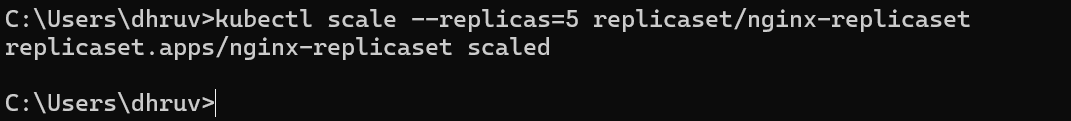 C:\Users\dhruv>kubectl scale --replicas=5 replicaset/nginx-replicaset
replicaset.apps/nginx-replicaset scaled
C:\Users\dhruv>